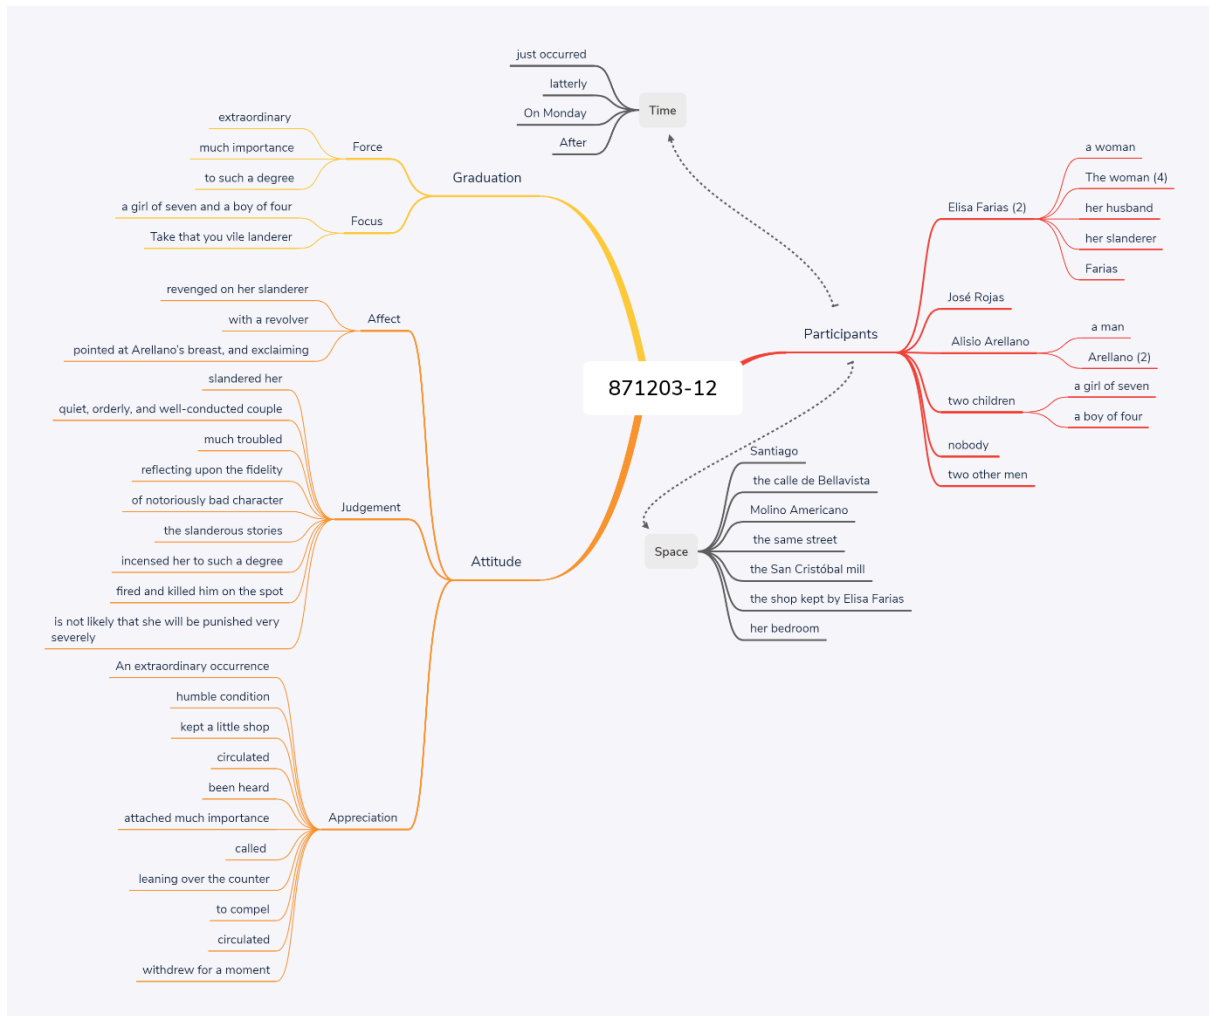 just occurred
latterly
On Monday
After
Time
extraordinary
much importance
to such a degree
Force
a girl of seven and a boy of four
Take that you vile landerer
Focus
Graduation
revenged on her slanderer
with a revolver
pointed at Arellano's breast, and exclaiming
Affect
slandered her
quiet, orderly, and well-conducted couple
much troubled
reflecting upon the fidelity
of notoriously bad character
the slanderous stories
incensed her to such a degree
fired and killed him on the spot
is not likely that she will be punished very
severely
Judgement
An extraordinary occurrence
humble condition
kept a little shop
circulated
been heard
attached much importance
called
leaning over the counter
to compel
circulated
withdrew for a moment
Appreciation
Attitude
871203-12
Participants
Elisa Farias (2)
a woman
The woman (4)
her husband
her slanderer
Farias
José Rojas
Alisio Arellano
a man
Arellano (2)
two children
a girl of seven
a boy of four
nobody
two other men
Space
Santiago
the calle de Bellavista
Molino Americano
the same street
the San Cristóbal mill
the shop kept by Elisa Farias
her bedroom